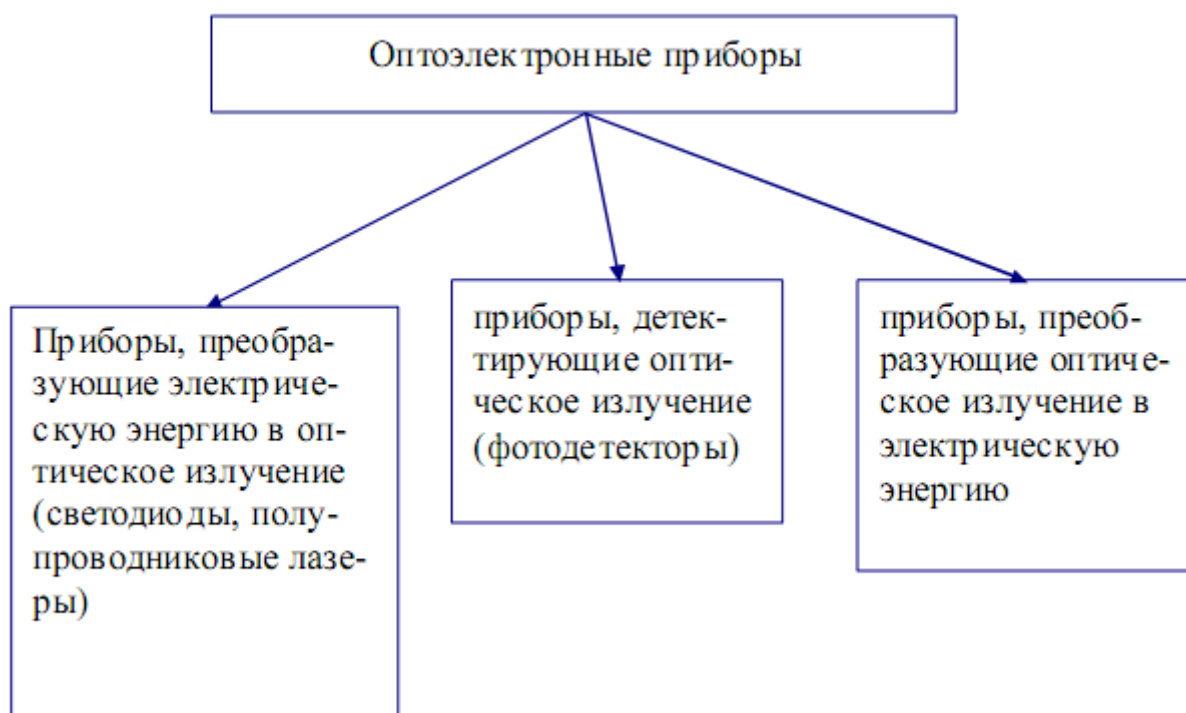 Оптоэлектронные приборы
Приборы, преобра-
зующие электриче-
скую энергию в оп-
тическое излучение
(светодиоды, полу-
проводниковые лазе-
ры)
приборы, детек-
тирующие опти-
ческое излучение
(фотодетекторы)
приборы, преоб-
разующие оптиче-
ское излучение в
электрическую
энергию